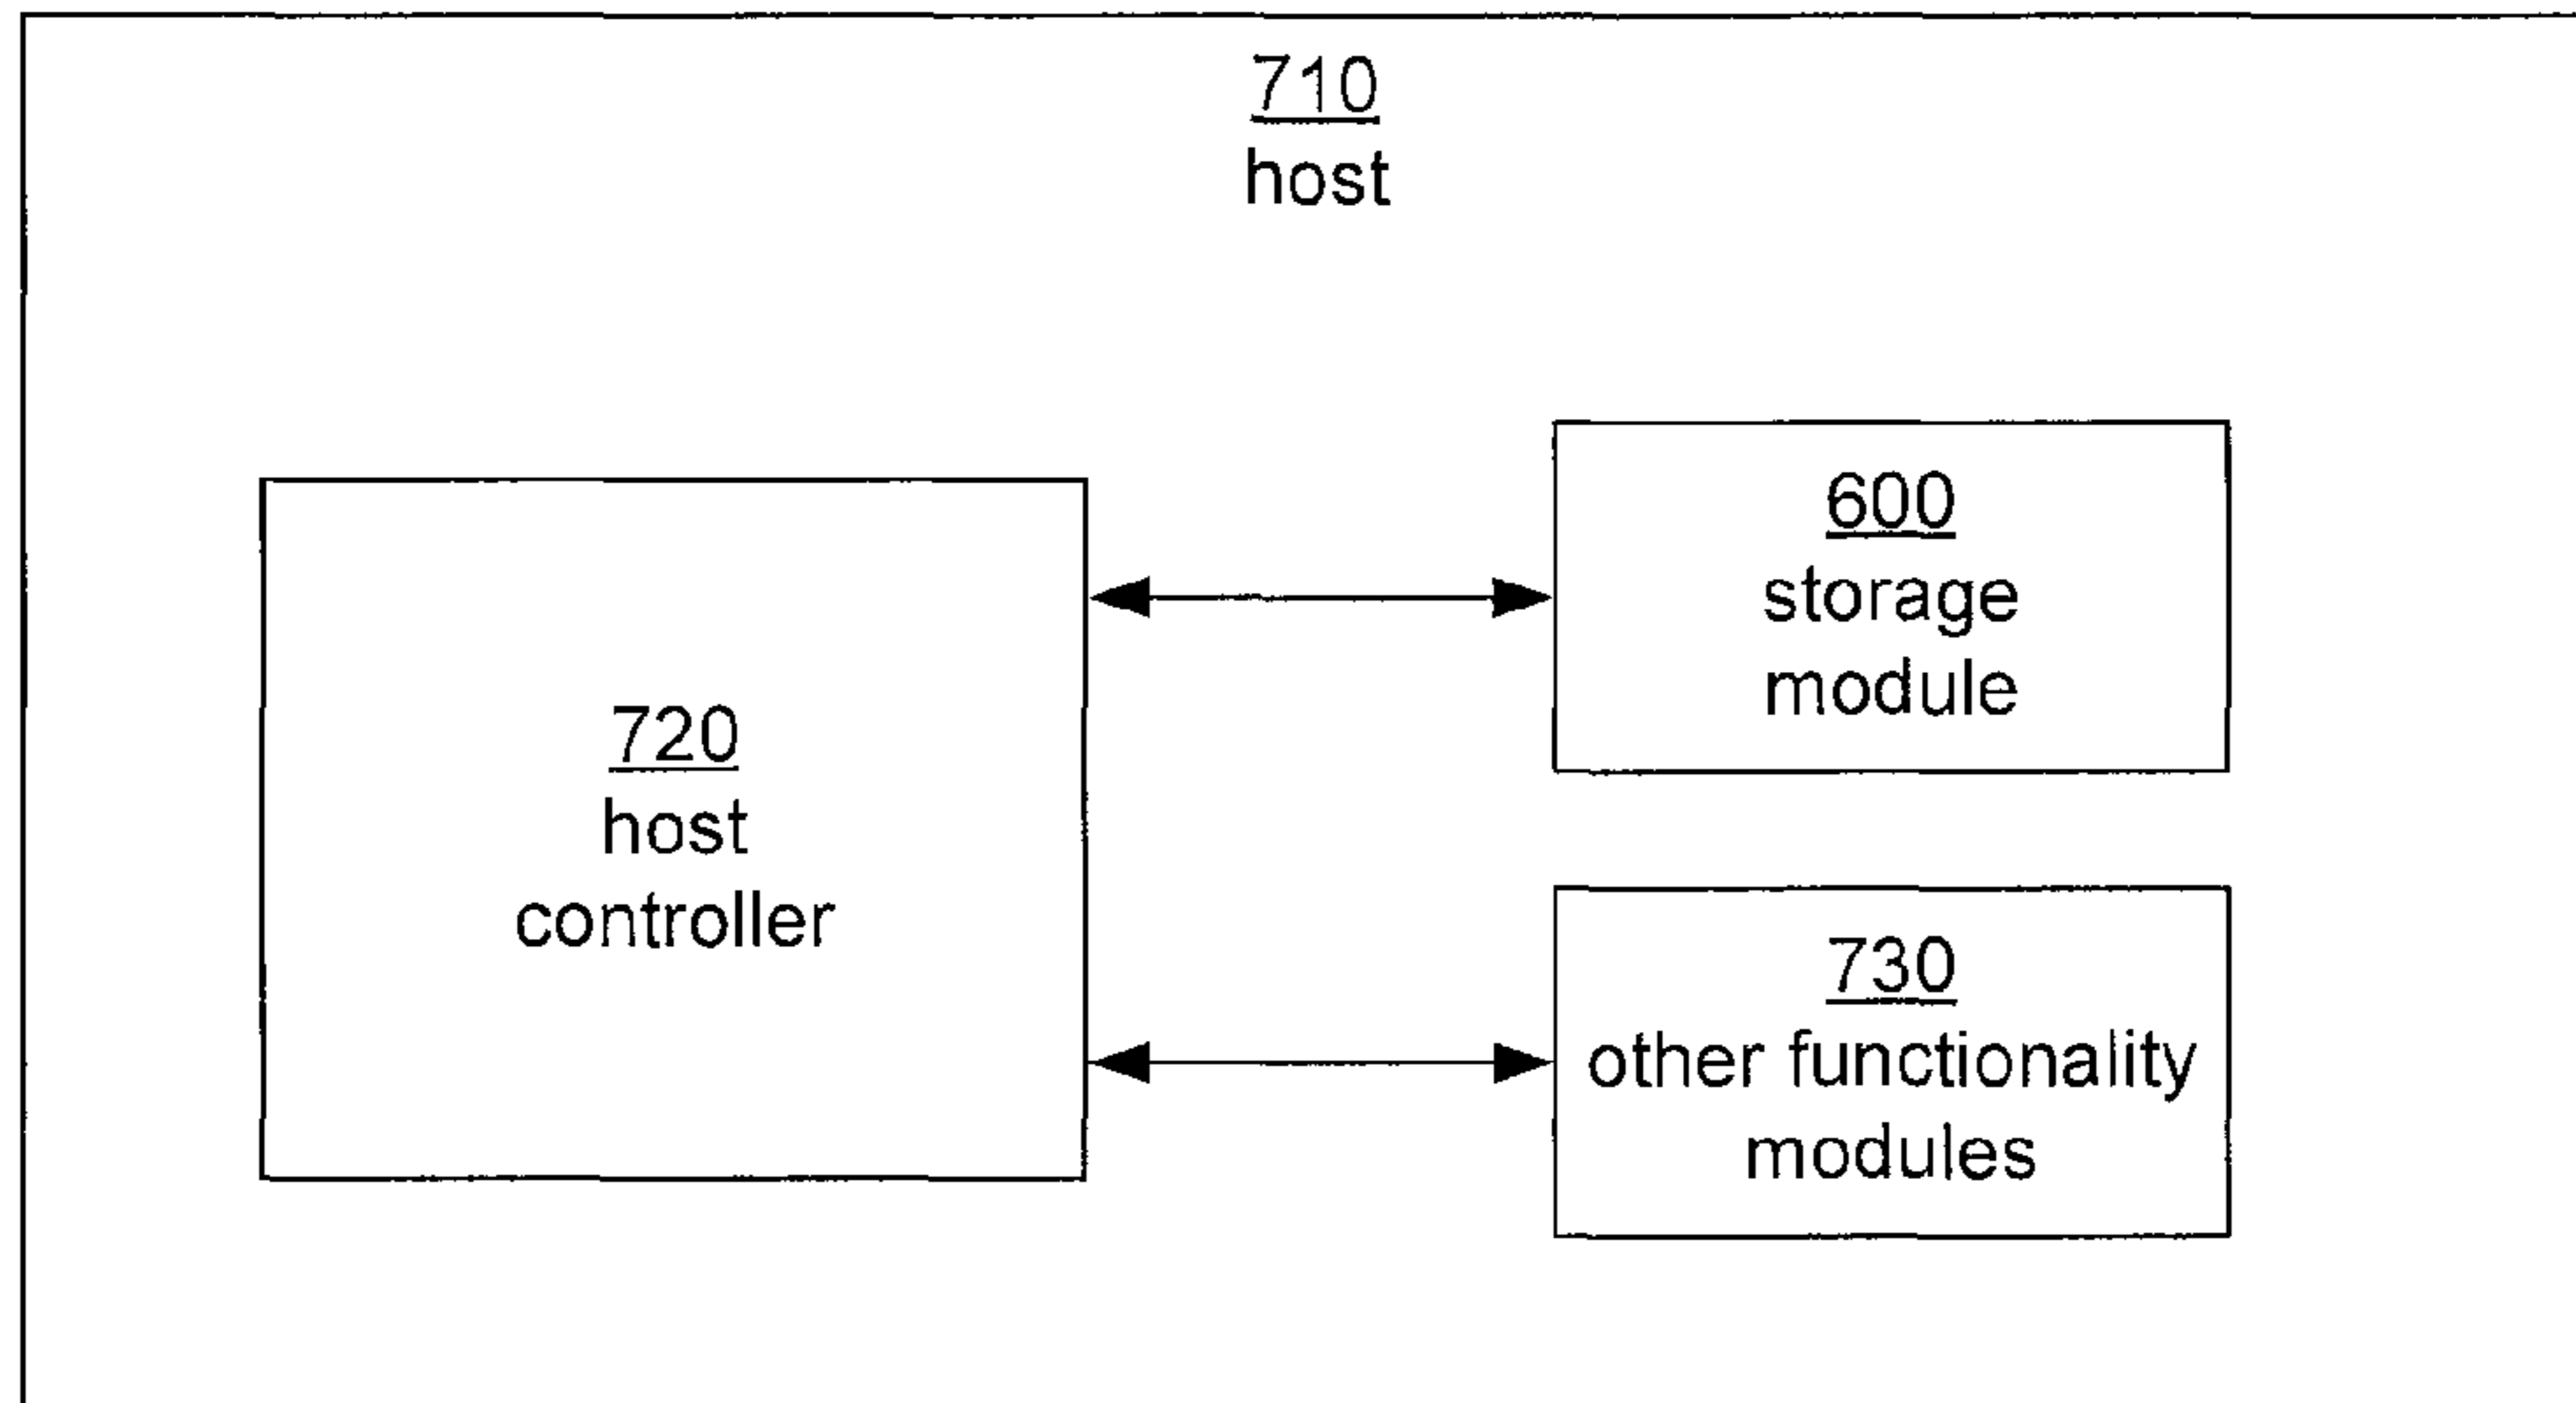 710
host
600
storage
module
720
host
controller
730
other functionality
modules